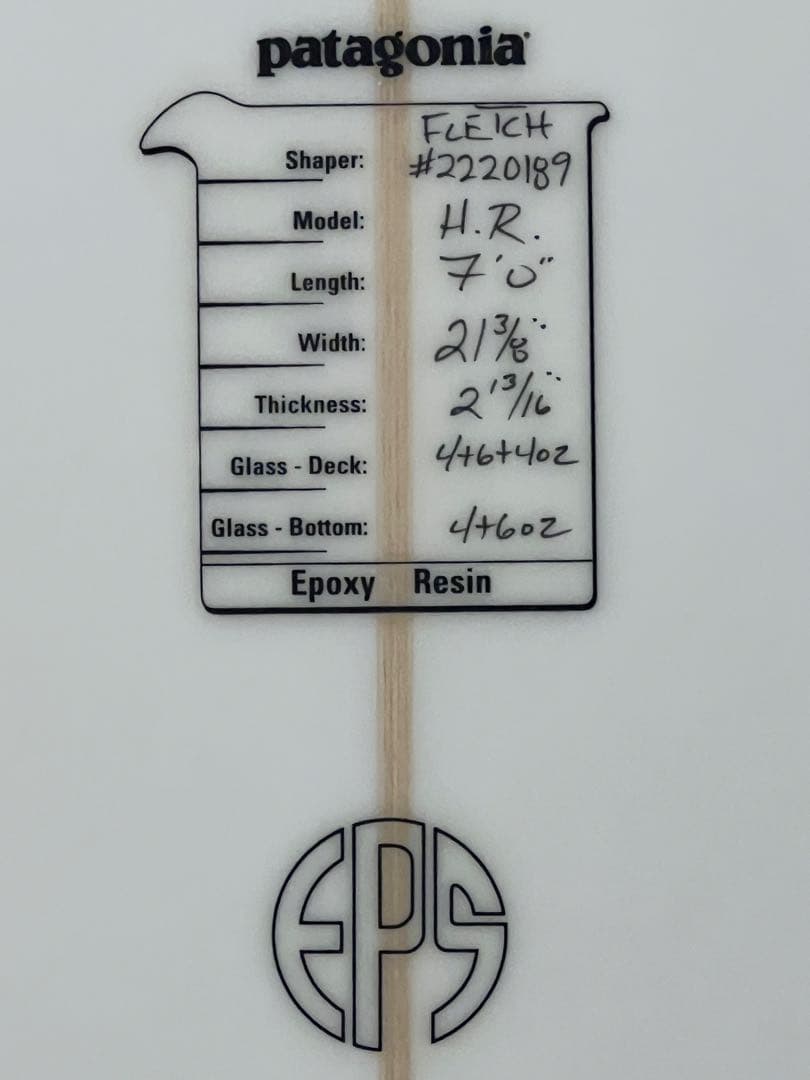 patagonia
FLETCH
Shaper: #2220189
Model: H.R.
Length: 7'0"
Width: 21 3/8"
Thickness: 2 13/16"
Glass - Deck: 4+6+4oz
Glass - Bottom: 4+6oz
Epoxy Resin
EPS